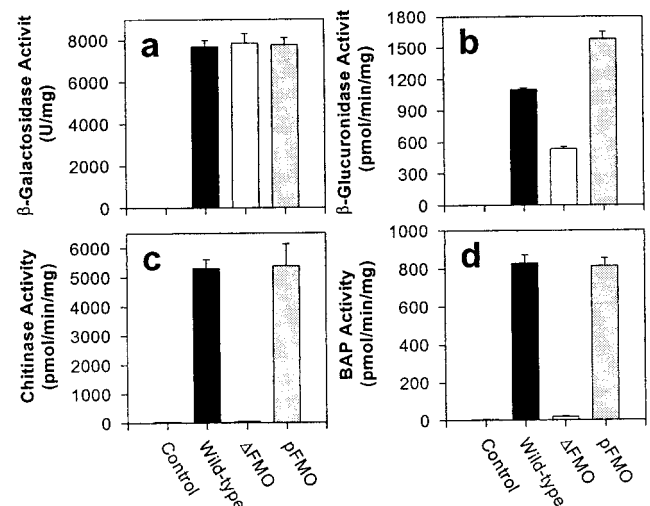 a
β-Galactosidase Activity
(U/mg)
8000
6000
4000
2000
0
b
β-Glucuronidase Activit
(pmol/min/mg)
1800
1500
1200
900
600
300
0
c
Chitinase Activity
(pmol/min/mg)
6000
5000
4000
3000
2000
1000
0
Control
Wild-type
ΔFMO
pFMO
d
BAP Activity
(pmol/min/mg)
1000
800
600
400
200
0
Control
Wild-type
ΔFMO
pFMO